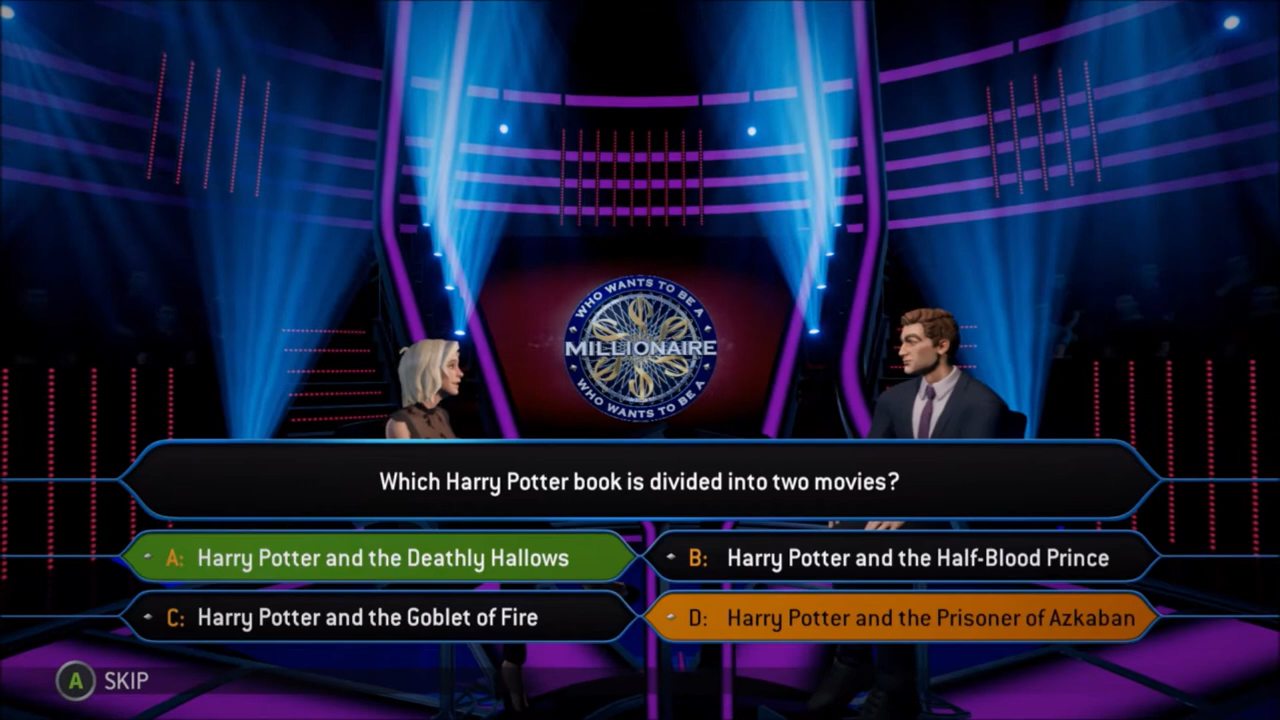 WHO WANTS TO BE A
MILLIONAIRE
WHO WANTS TO BE A
Which Harry Potter book is divided into two movies?
A: Harry Potter and the Deathly Hallows
B: Harry Potter and the Half-Blood Prince
C: Harry Potter and the Goblet of Fire
D: Harry Potter and the Prisoner of Azkaban
A SKIP